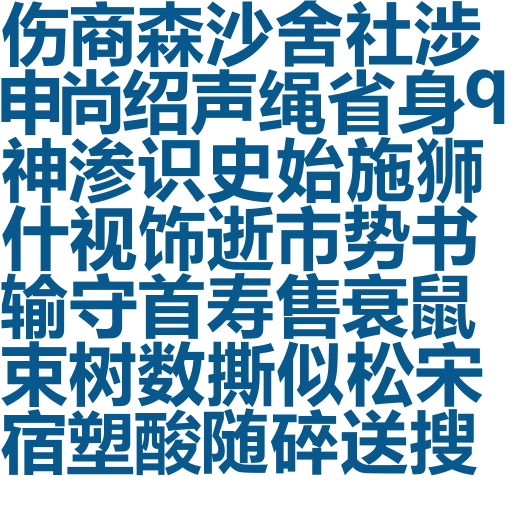 伤商森沙舍社涉
申尚绍声绳省身q
神渗识史始施狮
什视饰逝市势书
输守首寿售衰鼠
束树数撕似松宋
宿塑酸随碎送搜